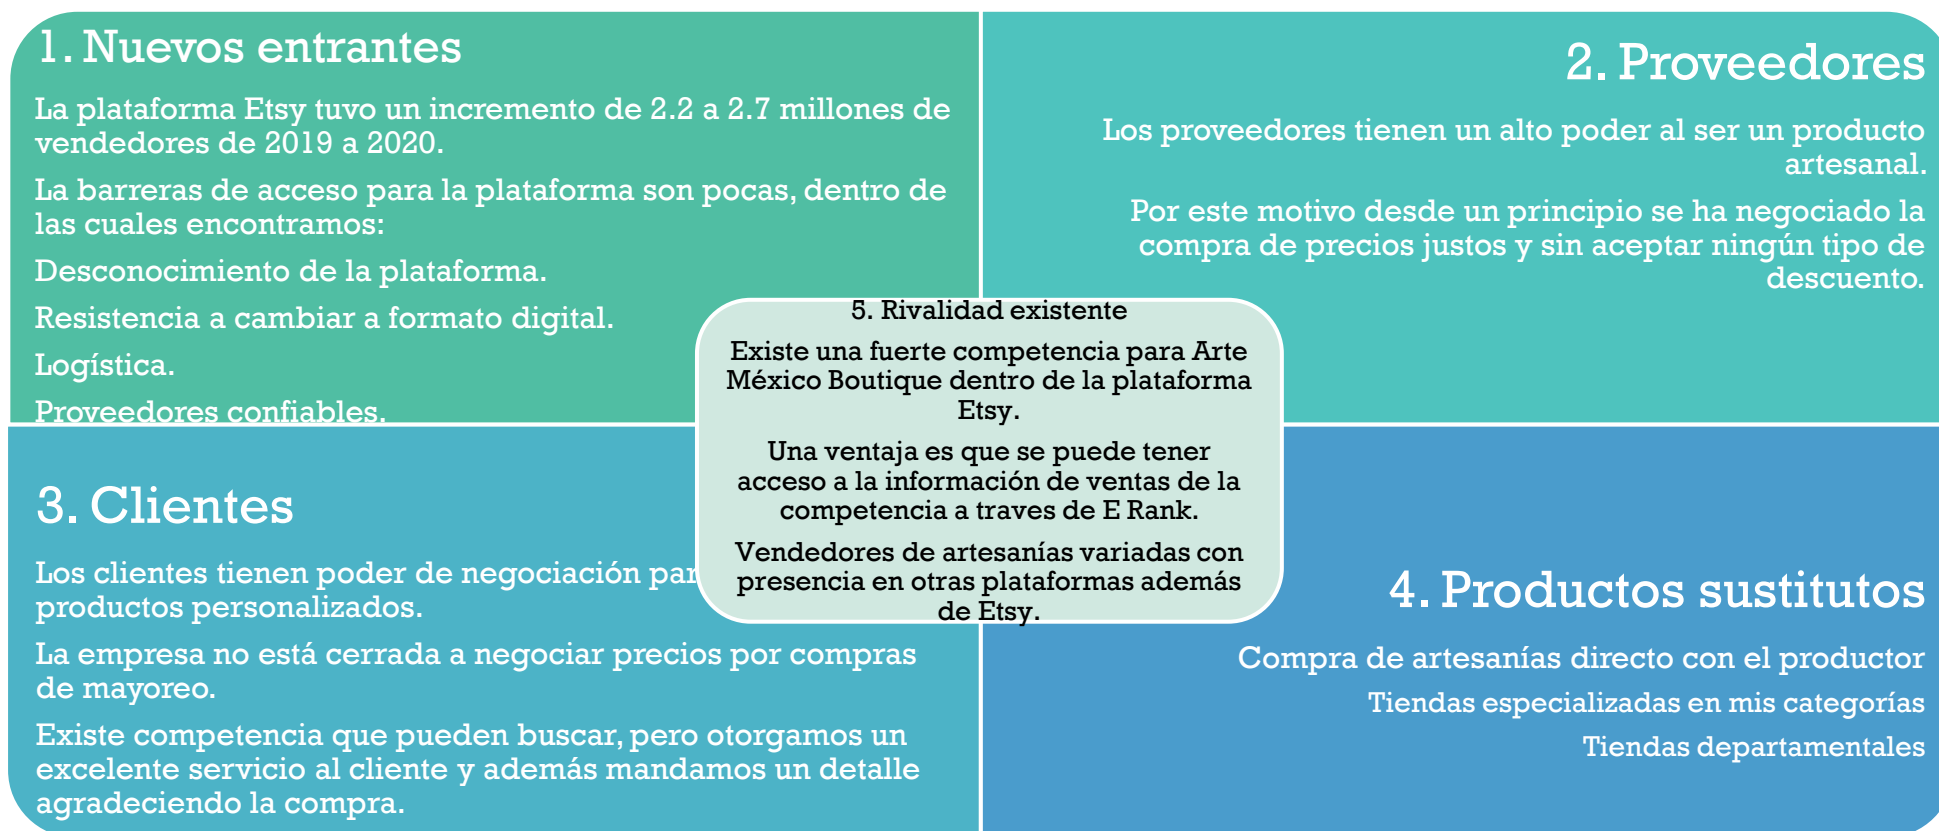 1. Nuevos entrantes
La plataforma Etsy tuvo un incremento de 2.2 a 2.7 millones de
vendedores de 2019 a 2020.
La barreras de acceso para la plataforma son pocas, dentro de
las cuales encontramos:
Desconocimiento de la plataforma.
Resistencia a cambiar a formato digital.
Logística.
Proveedores confiables.
2. Proveedores
Los proveedores tienen un alto poder al ser un producto
artesanal.
Por este motivo desde un principio se ha negociado la
compra de precios justos y sin aceptar ningún tipo de
descuento.
3. Clientes
Los clientes tienen poder de negociación
productos personalizados.
La empresa no está cerrada a negociar precios por compras
de mayoreo.
Existe competencia que pueden buscar, pero otorgamos un
excelente servicio al cliente y además mandamos un detalle
agradeciendo la compra.
4. Productos sustitutos
Compra de artesanías directo con el productor
Tiendas especializadas en mis categorías
Tiendas departamentales
5. Rivalidad existente
Existe una fuerte competencia para Arte
México Boutique dentro de la plataforma
Etsy.
Una ventaja es que se puede tener
acceso a la información de ventas de la
competencia a traves de E Rank.
Vendedores de artesanías variadas con
presencia en otras plataformas además
de Etsy.